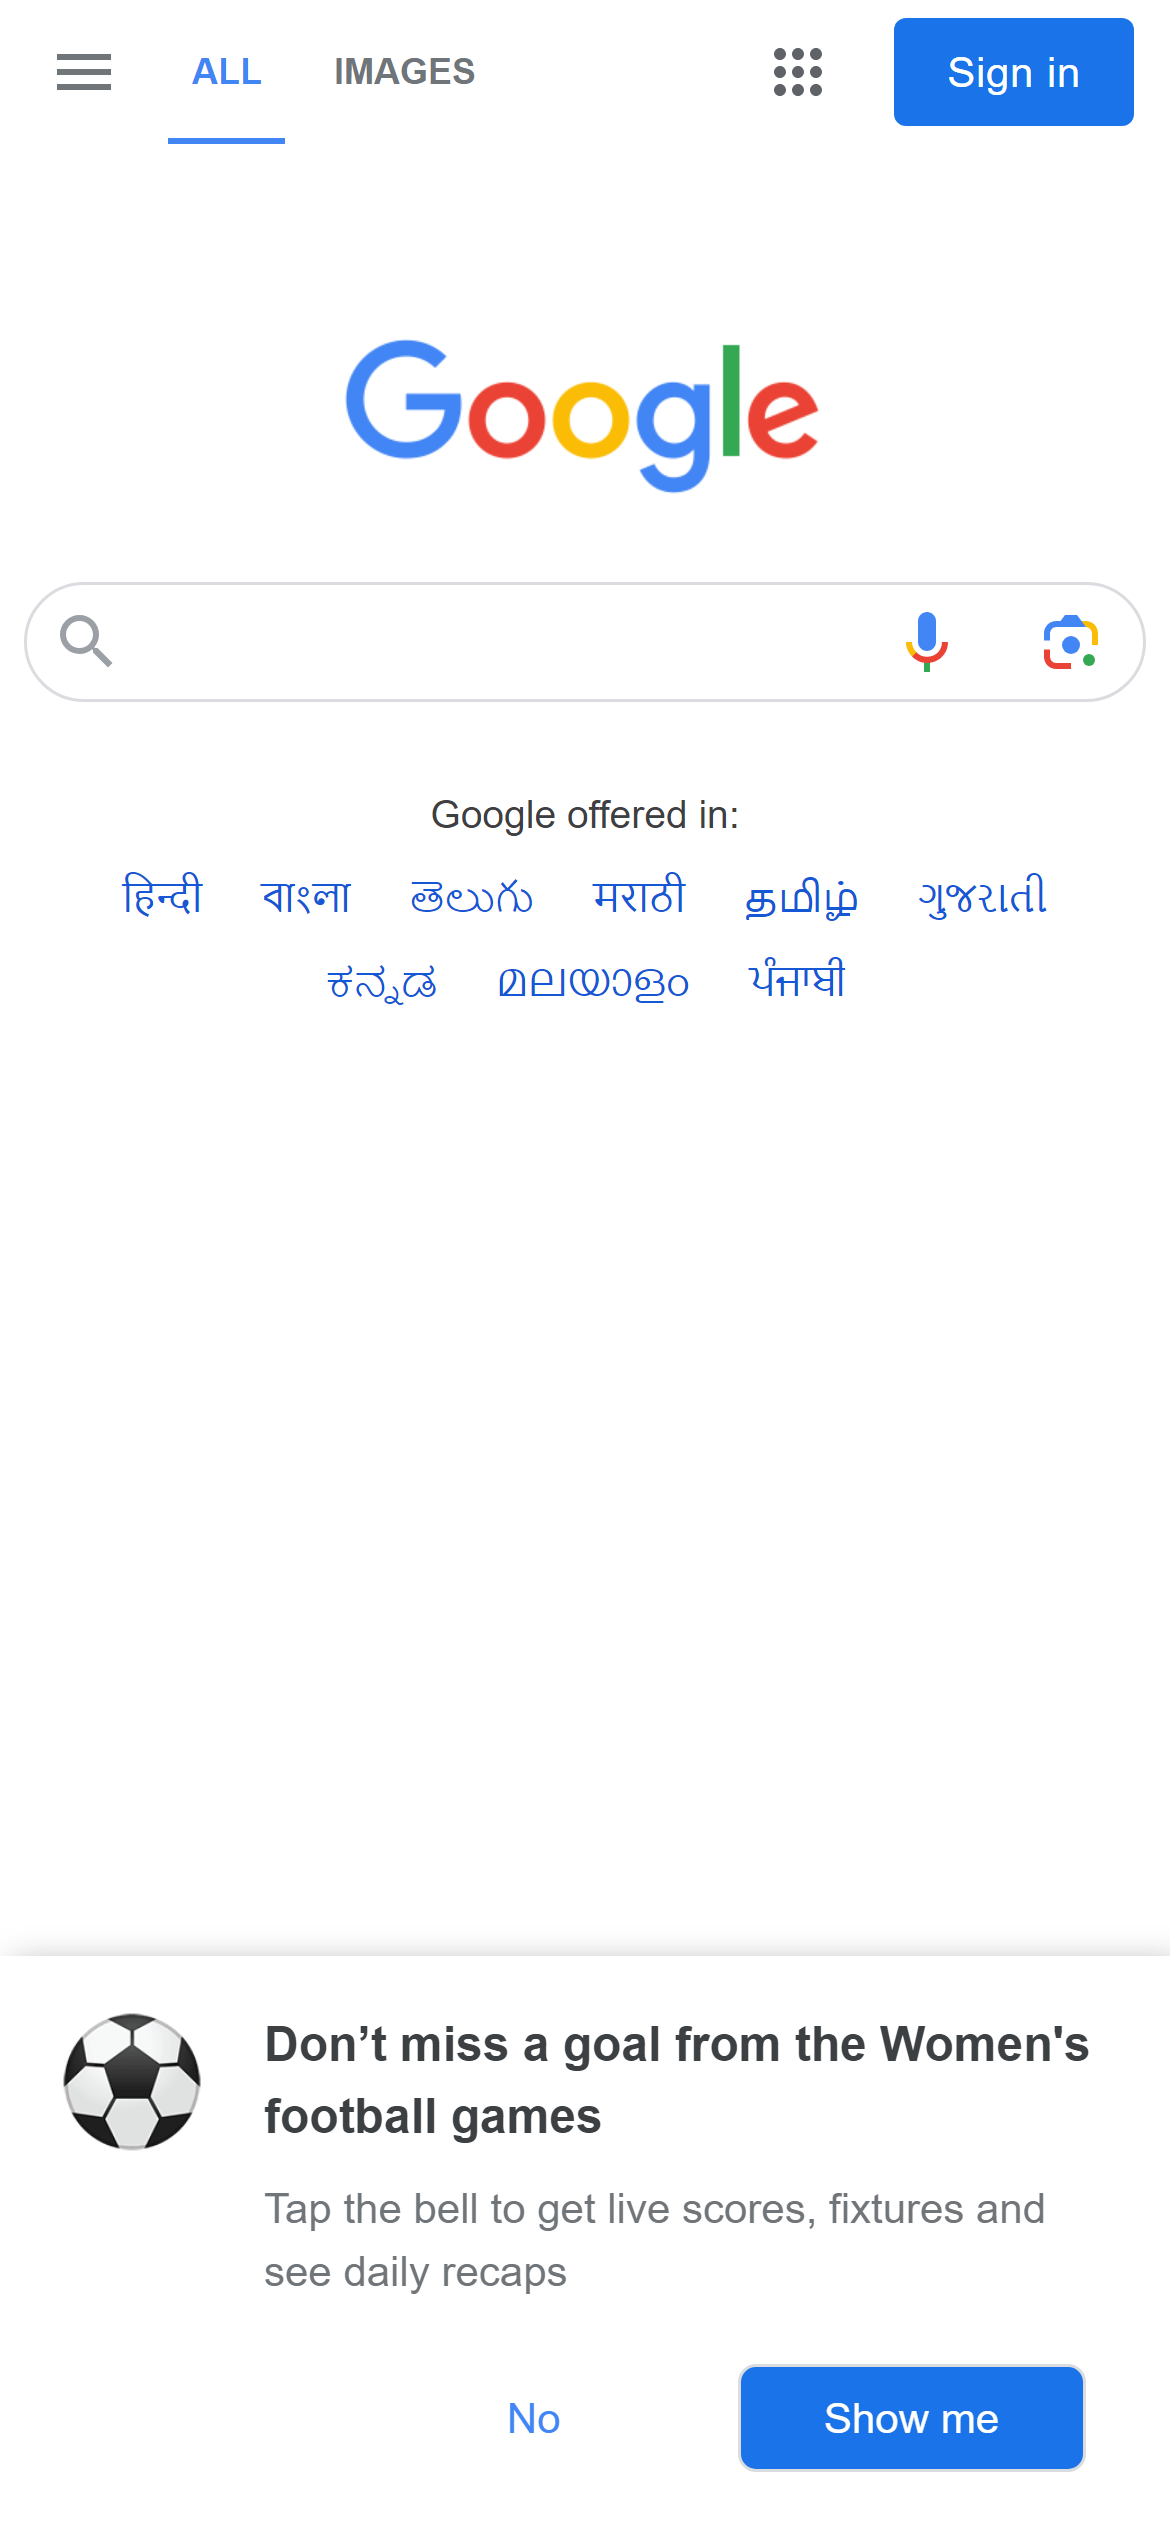 ALL IMAGES Sign in
Google
Google offered in:
हिन्दी বাংলা తెలుగు मराठी தமிழ் ગુજરાતી
ಕನ್ನಡ മലയാളം ਪੰਜਾਬੀ
Don’t miss a goal from the Women's
football games
Tap the bell to get live scores, fixtures and
see daily recaps
No Show me